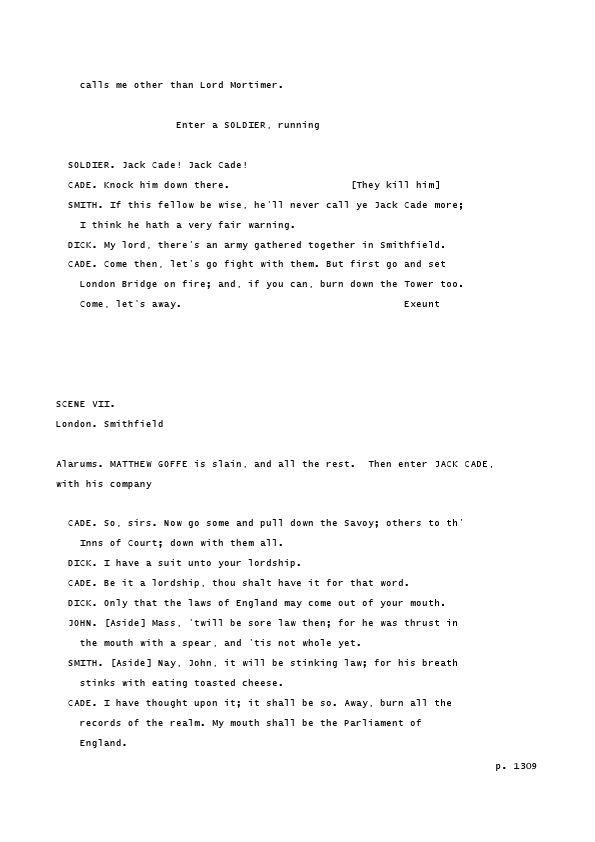 calls me other than Lord Mortimer.
Enter a SOLDIER, running
SOLDIER. Jack Cade! Jack Cade!
CADE. Knock him down there. [They kill him]
SMITH. If this fellow be wise, he'll never call ye Jack Cade more;
I think he hath a very fair warning.
DICK. My lord, there's an army gathered together in Smithfield.
CADE. Come then, let's go fight with them. But first go and set
London Bridge on fire; and, if you can, burn down the Tower too.
Come, let's away. Exeunt
SCENE VII.
London. Smithfield
Alarums. MATTHEW GOFFE is slain, and all the rest. Then enter JACK CADE,
with his company
CADE. So, sirs. Now go some and pull down the Savoy; others to th'
Inns of Court; down with them all.
DICK. I have a suit unto your lordship.
CADE. Be it a lordship, thou shalt have it for that word.
DICK. Only that the laws of England may come out of your mouth.
JOHN. [Aside] Mass, 'twill be sore law then; for he was thrust in
the mouth with a spear, and 'tis not whole yet.
SMITH. [Aside] Nay, John, it will be stinking law; for his breath
stinks with eating toasted cheese.
CADE. I have thought upon it; it shall be so. Away, burn all the
records of the realm. My mouth shall be the Parliament of
England.
p. 1309